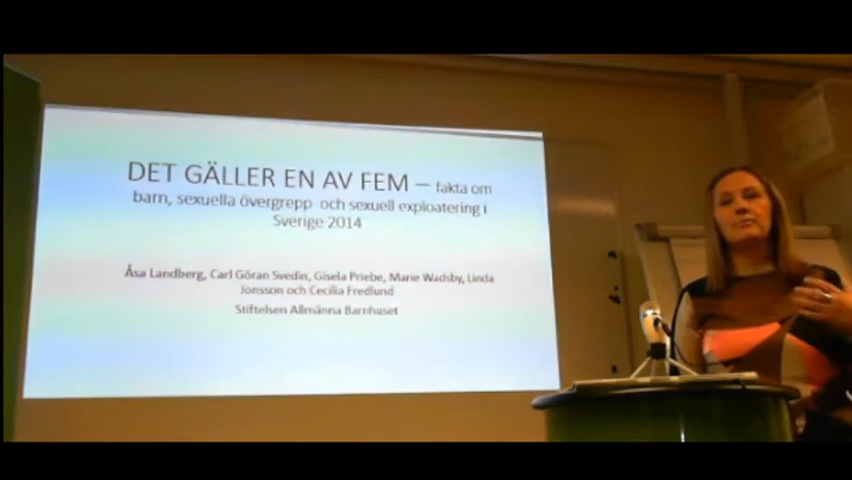 DET GÄLLER EN AV FEM – fakta om
barn, sexuella övergrepp och sexuell exploatering i
Sverige 2014
Åsa Landberg, Carl Göran Svedin, Gisela Priebe, Marie Wadsby, Linda
Jonsson och Cecilia Fredlund
Stiftelsen Allmänna Barnhuset